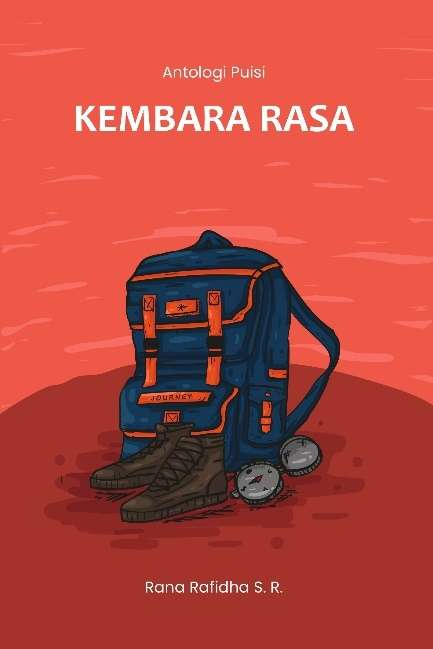 Antologi Puisi
KEMBARA RASA
JOURNEY
Rana Rafidha S. R.